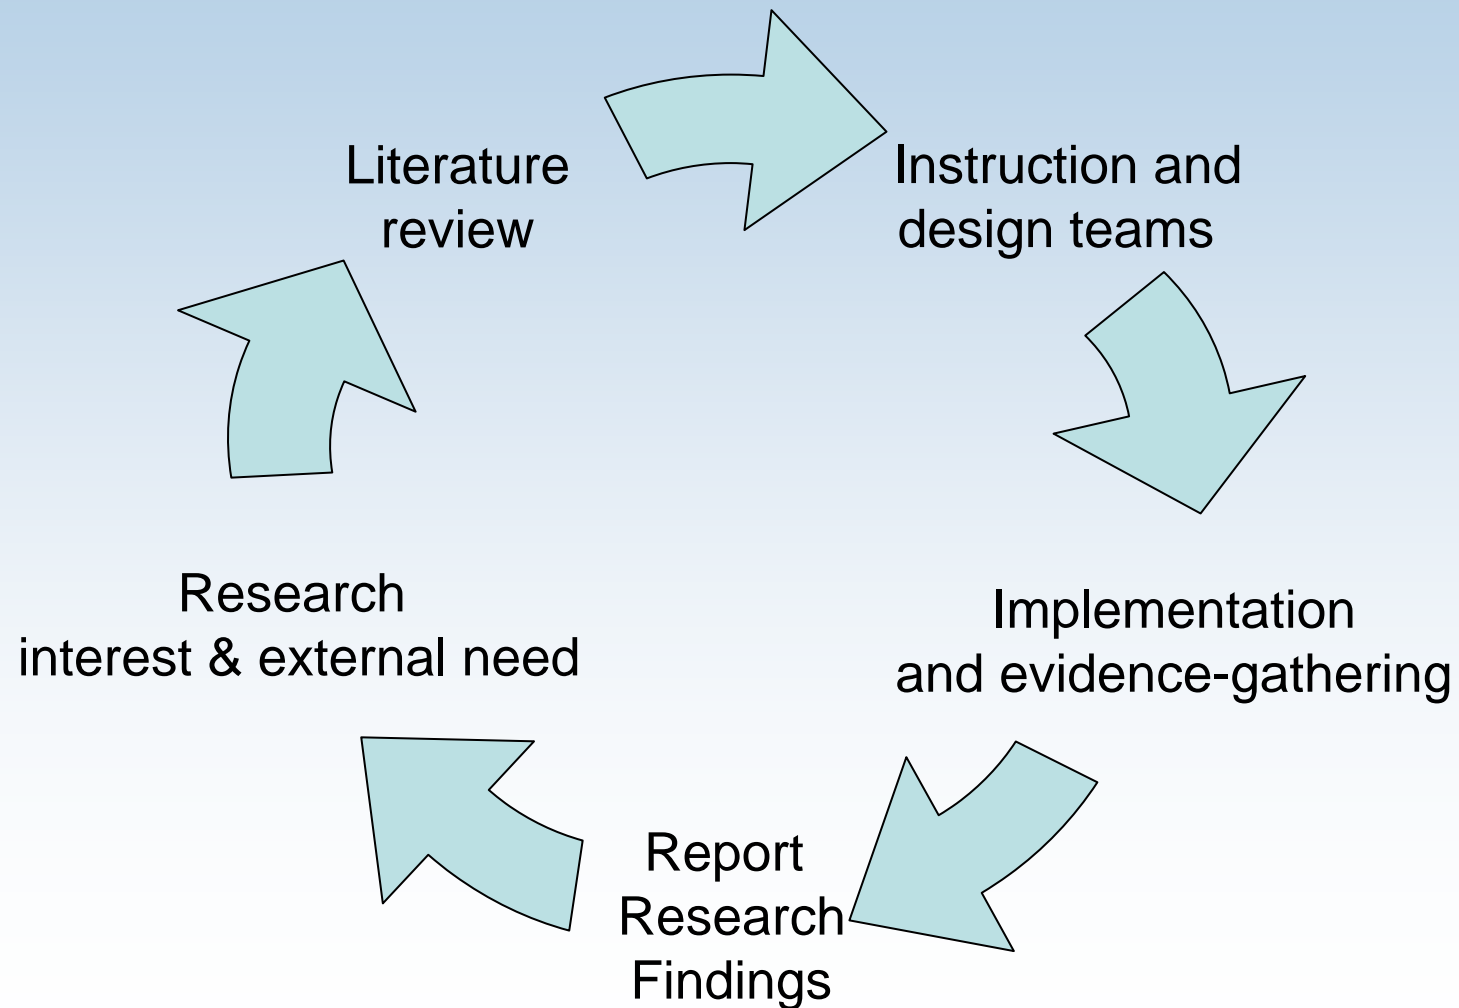 Literature
review
Instruction and
design teams
Research
interest & external need
Implementation
and evidence-gathering
Report
Research
Findings